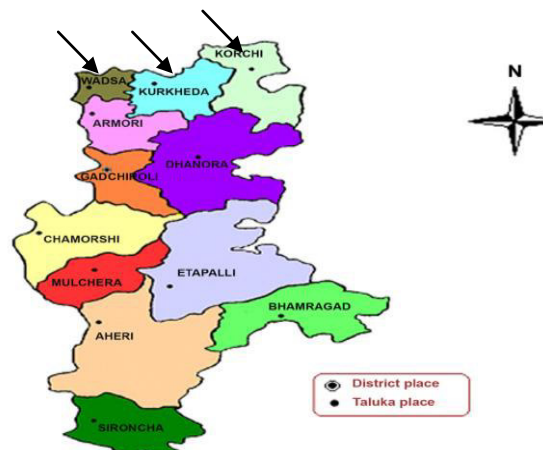 KORCHI
WADSA
KURKHEDA
N
ARMORI
DHANORA
GADCHIROLI
CHAMORSHI
ETAPALLI
MULCHERA
BHAMRAGAD
AHERI
District place
Taluka place
SIRONCHA